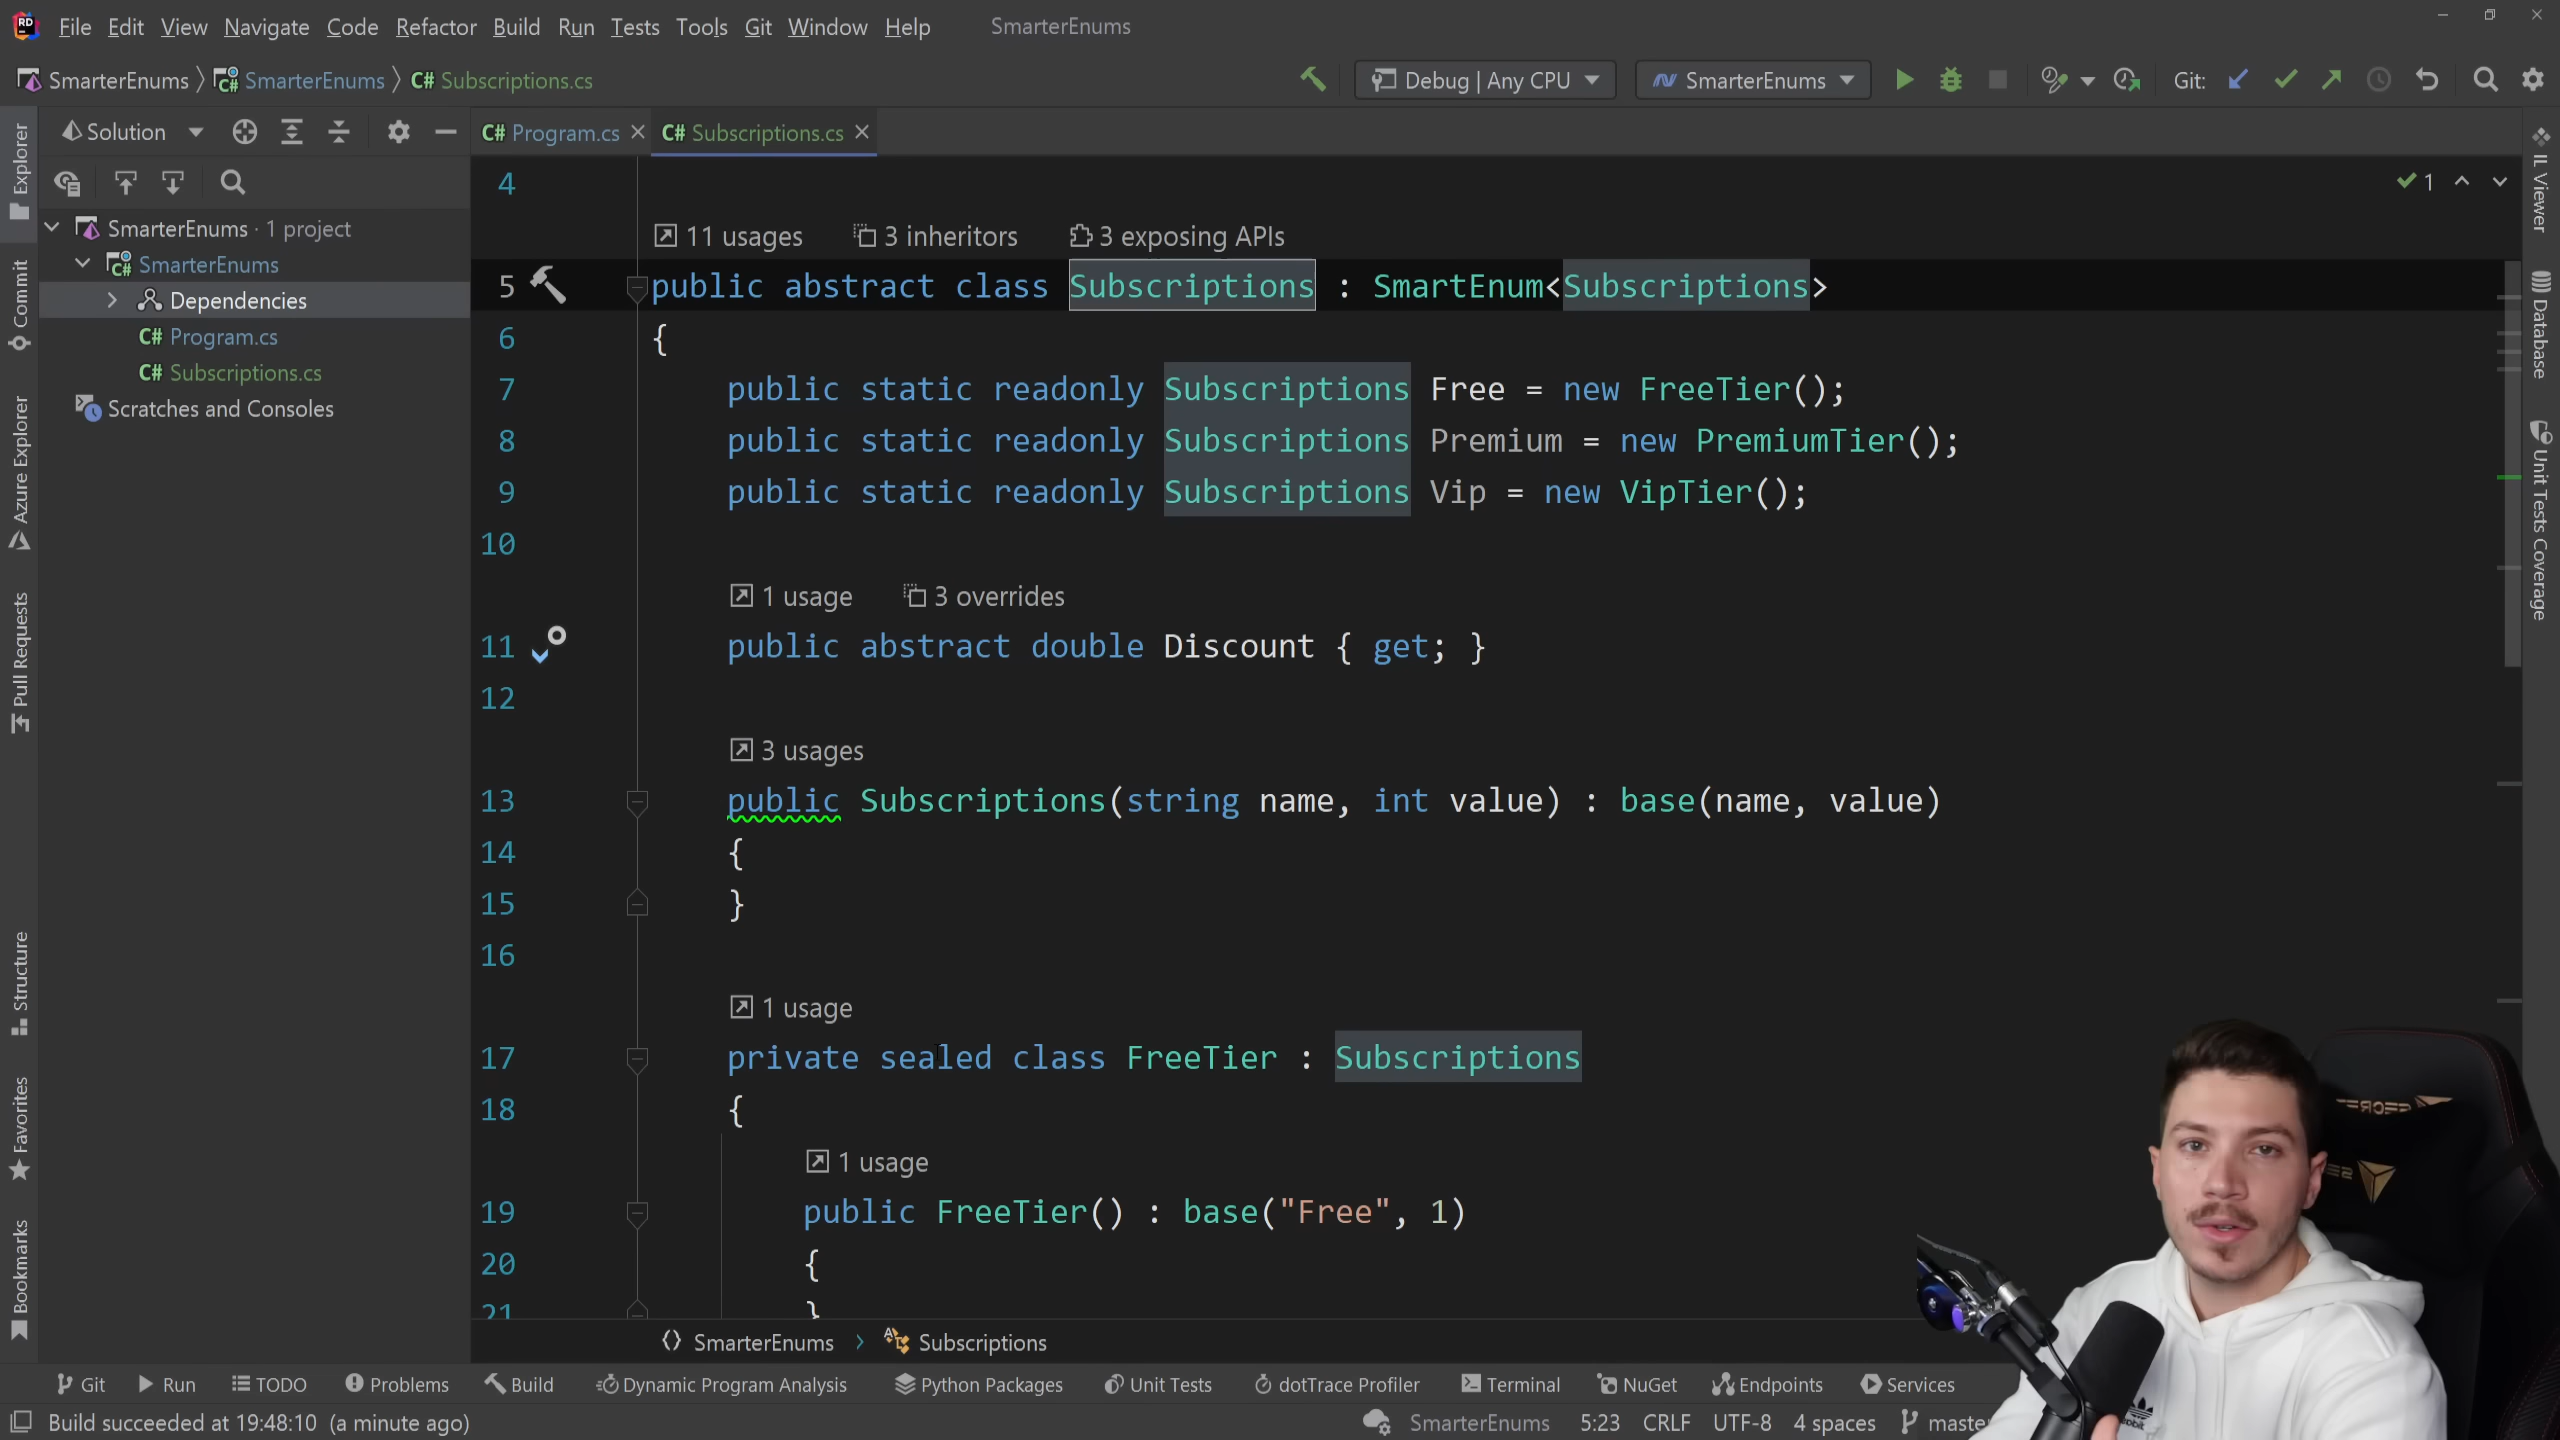 File Edit View Navigate Code Refactor Build Run Tests Tools Git Window Help SmarterEnums
SmarterEnums SmarterEnums C# Subscriptions.cs Debug | Any CPU SmarterEnums Git:
Solution
C# Program.cs C# Subscriptions.cs
SmarterEnums · 1 project
SmarterEnums
Dependencies
C# Program.cs
C# Subscriptions.cs
Scratches and Consoles
Explorer
Commit
Azure Explorer
Pull Requests
Structure
Favorites
Bookmarks
4
1
11 usages 3 inheritors 3 exposing APIs
5 public abstract class Subscriptions : SmartEnum<Subscriptions>
6 {
7 public static readonly Subscriptions Free = new FreeTier();
8 public static readonly Subscriptions Premium = new PremiumTier();
9 public static readonly Subscriptions Vip = new VipTier();
10
1 usage 3 overrides
11 public abstract double Discount { get; }
12
3 usages
13 public Subscriptions(string name, int value) : base(name, value)
14 {
15 }
16
1 usage
17 private sealed class FreeTier : Subscriptions
18 {
1 usage
19 public FreeTier() : base("Free", 1)
20 {
21 }
IL Viewer
Database
Unit Tests Coverage
SmarterEnums Subscriptions
Git Run TODO Problems Build Dynamic Program Analysis Python Packages Unit Tests dotTrace Profiler Terminal NuGet Endpoints Services
Build succeeded at 19:48:10 (a minute ago) SmarterEnums 5:23 CRLF UTF-8 4 spaces